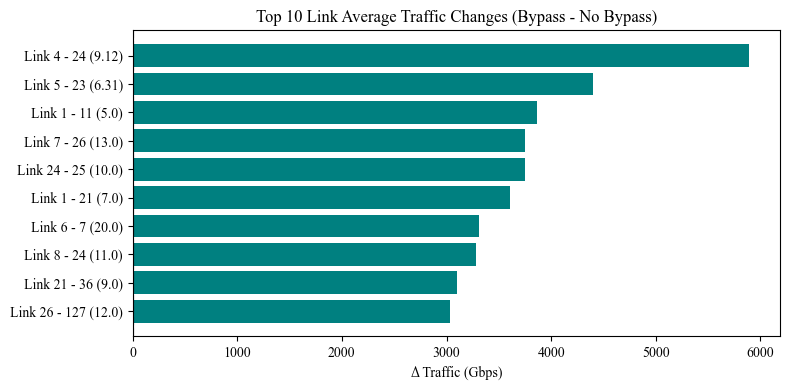 Top 10 Link Average Traffic Changes (Bypass - No Bypass)
Link 4 - 24 (9.12)
Link 5 - 23 (6.31)
Link 1 - 11 (5.0)
Link 7 - 26 (13.0)
Link 24 - 25 (10.0)
Link 1 - 21 (7.0)
Link 6 - 7 (20.0)
Link 8 - 24 (11.0)
Link 21 - 36 (9.0)
Link 26 - 127 (12.0)
0 1000 2000 3000 4000 5000 6000
Δ Traffic (Gbps)